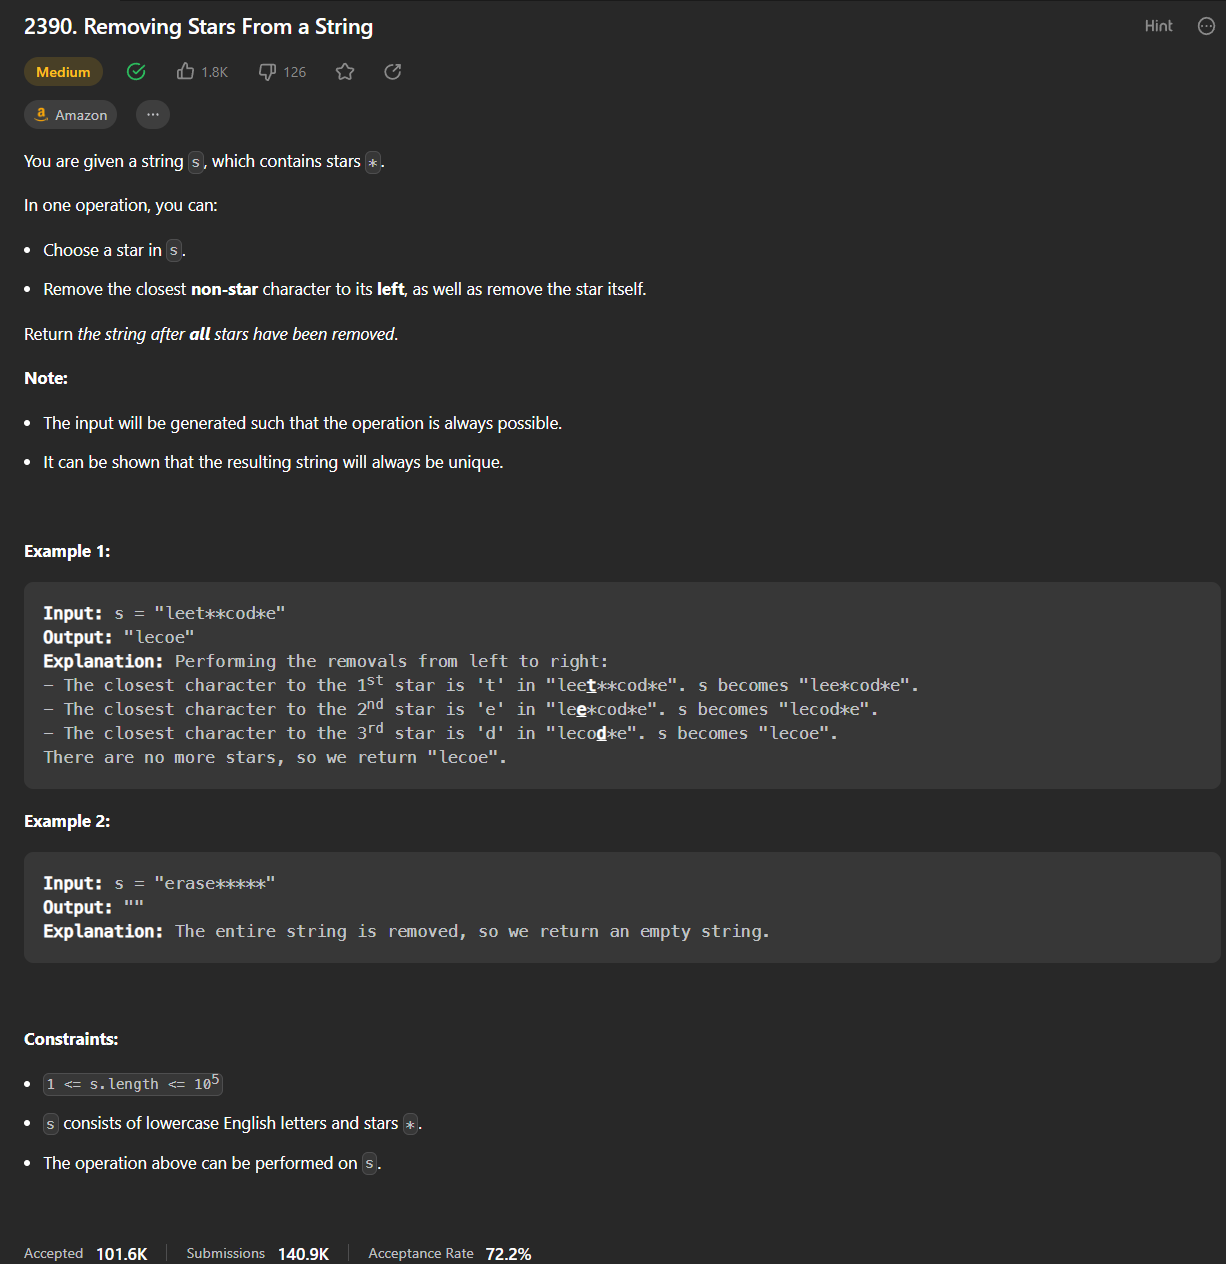 2390. Removing Stars From a String
Hint
Medium 1.8K 126
Amazon
You are given a string s, which contains stars *.
In one operation, you can:
• Choose a star in s.
• Remove the closest non-star character to its left, as well as remove the star itself.
Return the string after all stars have been removed.
Note:
• The input will be generated such that the operation is always possible.
• It can be shown that the resulting string will always be unique.
Example 1:
Input: s = "leet**cod*e"
Output: "lecoe"
Explanation: Performing the removals from left to right:
- The closest character to the 1st star is 't' in "leet**cod*e". s becomes "lee*cod*e".
- The closest character to the 2nd star is 'e' in "lee*cod*e". s becomes "lecod*e".
- The closest character to the 3rd star is 'd' in "lecod*e". s becomes "lecoe".
There are no more stars, so we return "lecoe".
Example 2:
Input: s = "erase*****"
Output: ""
Explanation: The entire string is removed, so we return an empty string.
Constraints:
• 1 <= s.length <= 10⁵
• s consists of lowercase English letters and stars *.
• The operation above can be performed on s.
Accepted 101.6K Submissions 140.9K Acceptance Rate 72.2%